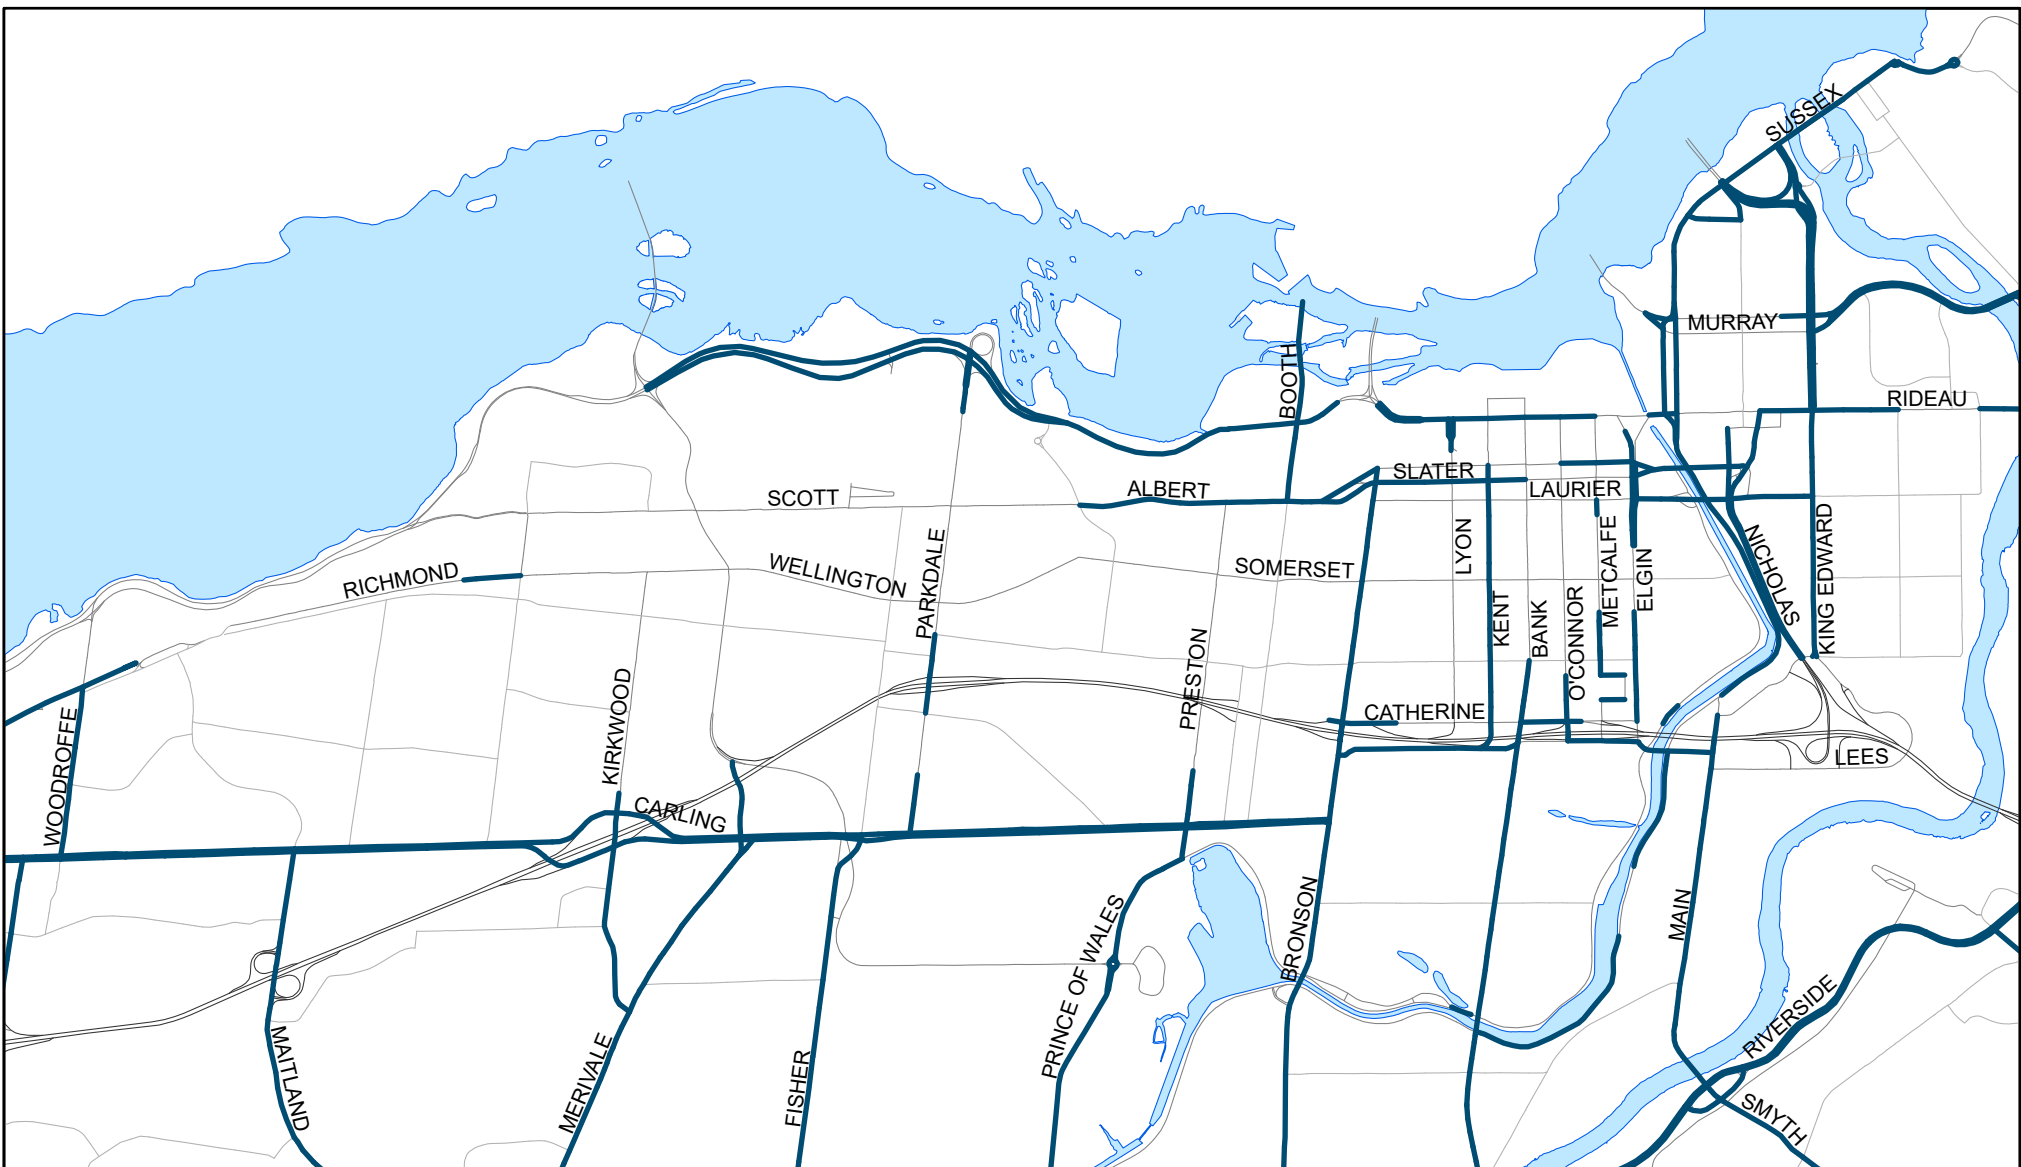 SUSSEX
MURRAY
BOOTH
RIDEAU
SLATER
SCOTT
ALBERT
LAURIER
LYON
METCALFE
NICHOLAS
KING EDWARD
PARKDALE
WELLINGTON
SOMERSET
RICHMOND
ELGIN
KENT
BANK
O'CONNOR
PRESTON
KIRKWOOD
WOODROFFE
CATHERINE
LEES
CARLING
BRONSON
PRINCE OF WALES
MAIN
RIVERSIDE
MAITLAND
MERIVALE
FISHER
SMYTH